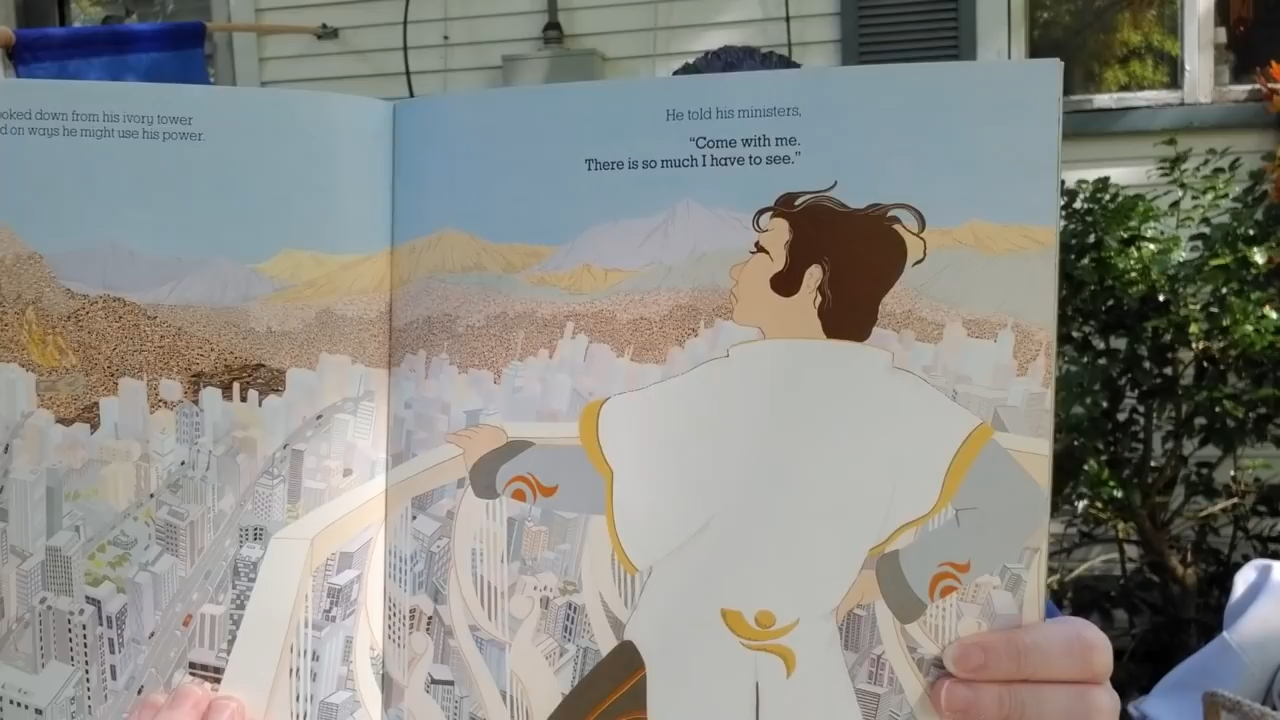 down from his ivory tower
on ways he might use his power.
He told his ministers,
“Come with me.
There is so much I have to see.”